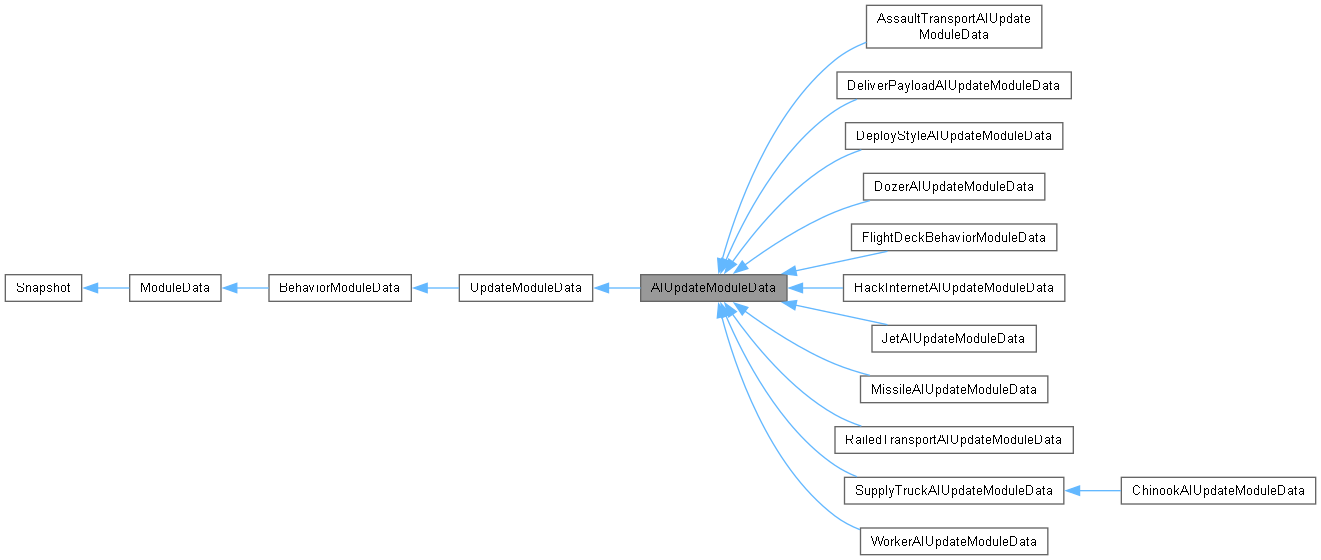 AssaultTransportAIUpdate
ModuleData
DeliverPayloadAIUpdateModuleData
DeployStyleAIUpdateModuleData
DozerAIUpdateModuleData
FlightDeckBehaviorModuleData
Snapshot
ModuleData
BehaviorModuleData
UpdateModuleData
AIUpdateModuleData
HackInternetAIUpdateModuleData
JetAIUpdateModuleData
MissileAIUpdateModuleData
RailedTransportAIUpdateModuleData
SupplyTruckAIUpdateModuleData
ChinookAIUpdateModuleData
WorkerAIUpdateModuleData